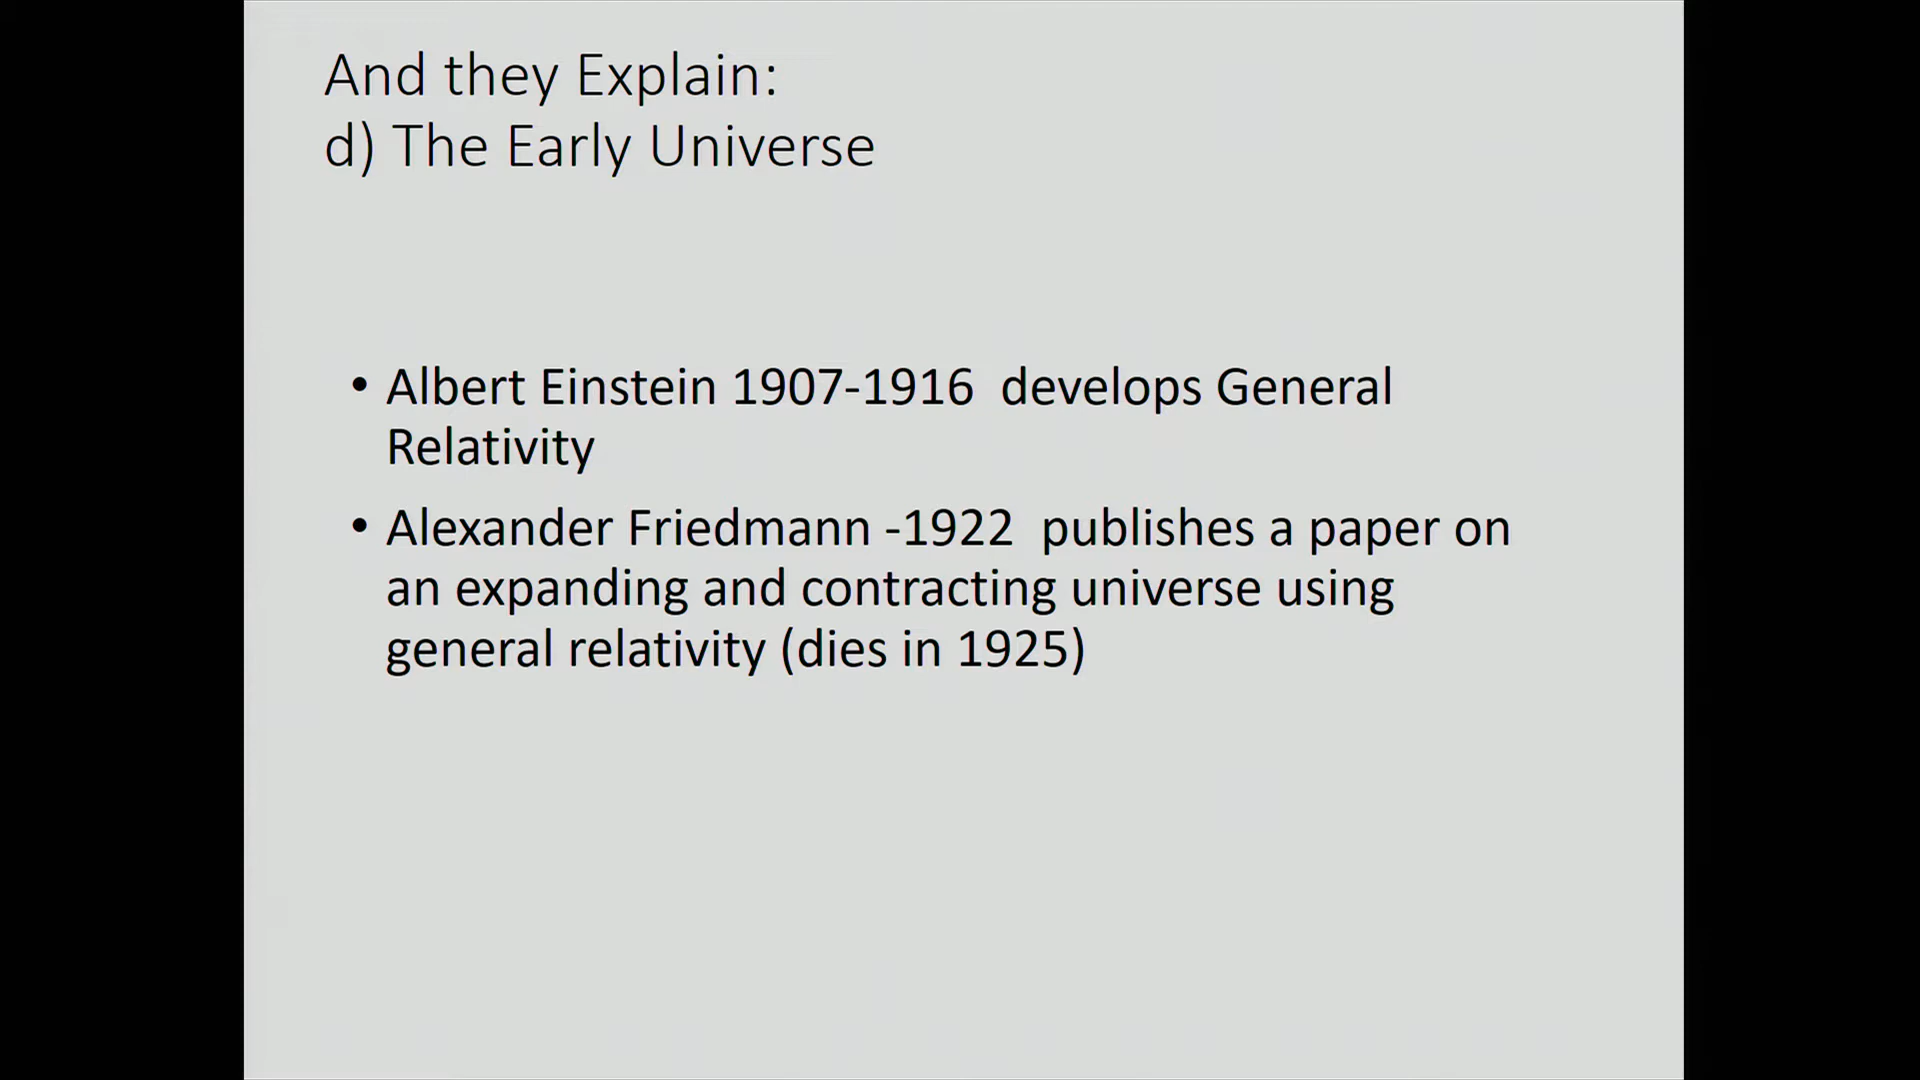 And they Explain:
d) The Early Universe
• Albert Einstein 1907-1916  develops General
Relativity
• Alexander Friedmann -1922  publishes a paper on
an expanding and contracting universe using
general relativity (dies in 1925)